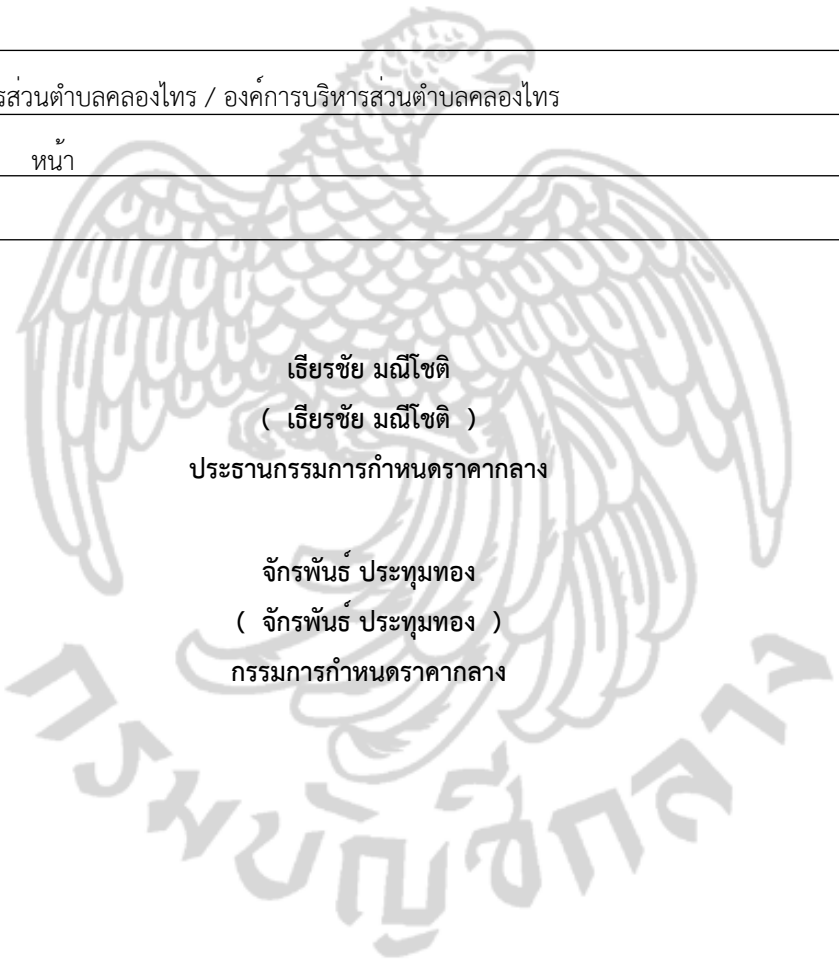 รส่วนตำบลคลองไทร / องค์การบริหารส่วนตำบลคลองไทร
หน้า
เธียรชัย มณีโชติ
( เธียรชัย มณีโชติ )
ประธานกรรมการกำหนดราคากลาง
จักรพันธ์ ประทุมทอง
( จักรพันธ์ ประทุมทอง )
กรรมการกำหนดราคากลาง
กรมบัญชีกลาง